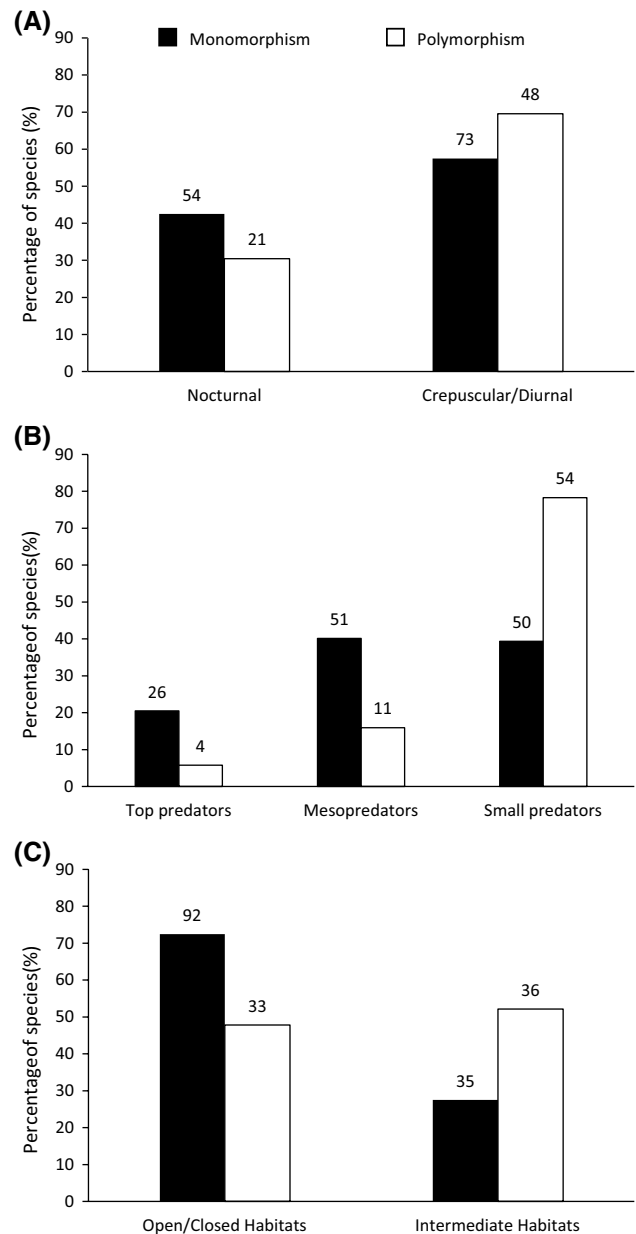 (A)
Monomorphism Polymorphism
Percentage of species (%)
90
80
70
60
50
40
30
20
10
0
54 21 73 48
Nocturnal Crepuscular/Diurnal
(B)
Percentageof species(%)
90
80
70
60
50
40
30
20
10
0
26 4 51 11 50 54
Top predators Mesopredators Small predators
(C)
Percentageof species(%)
90
80
70
60
50
40
30
20
10
0
92 33 35 36
Open/Closed Habitats Intermediate Habitats